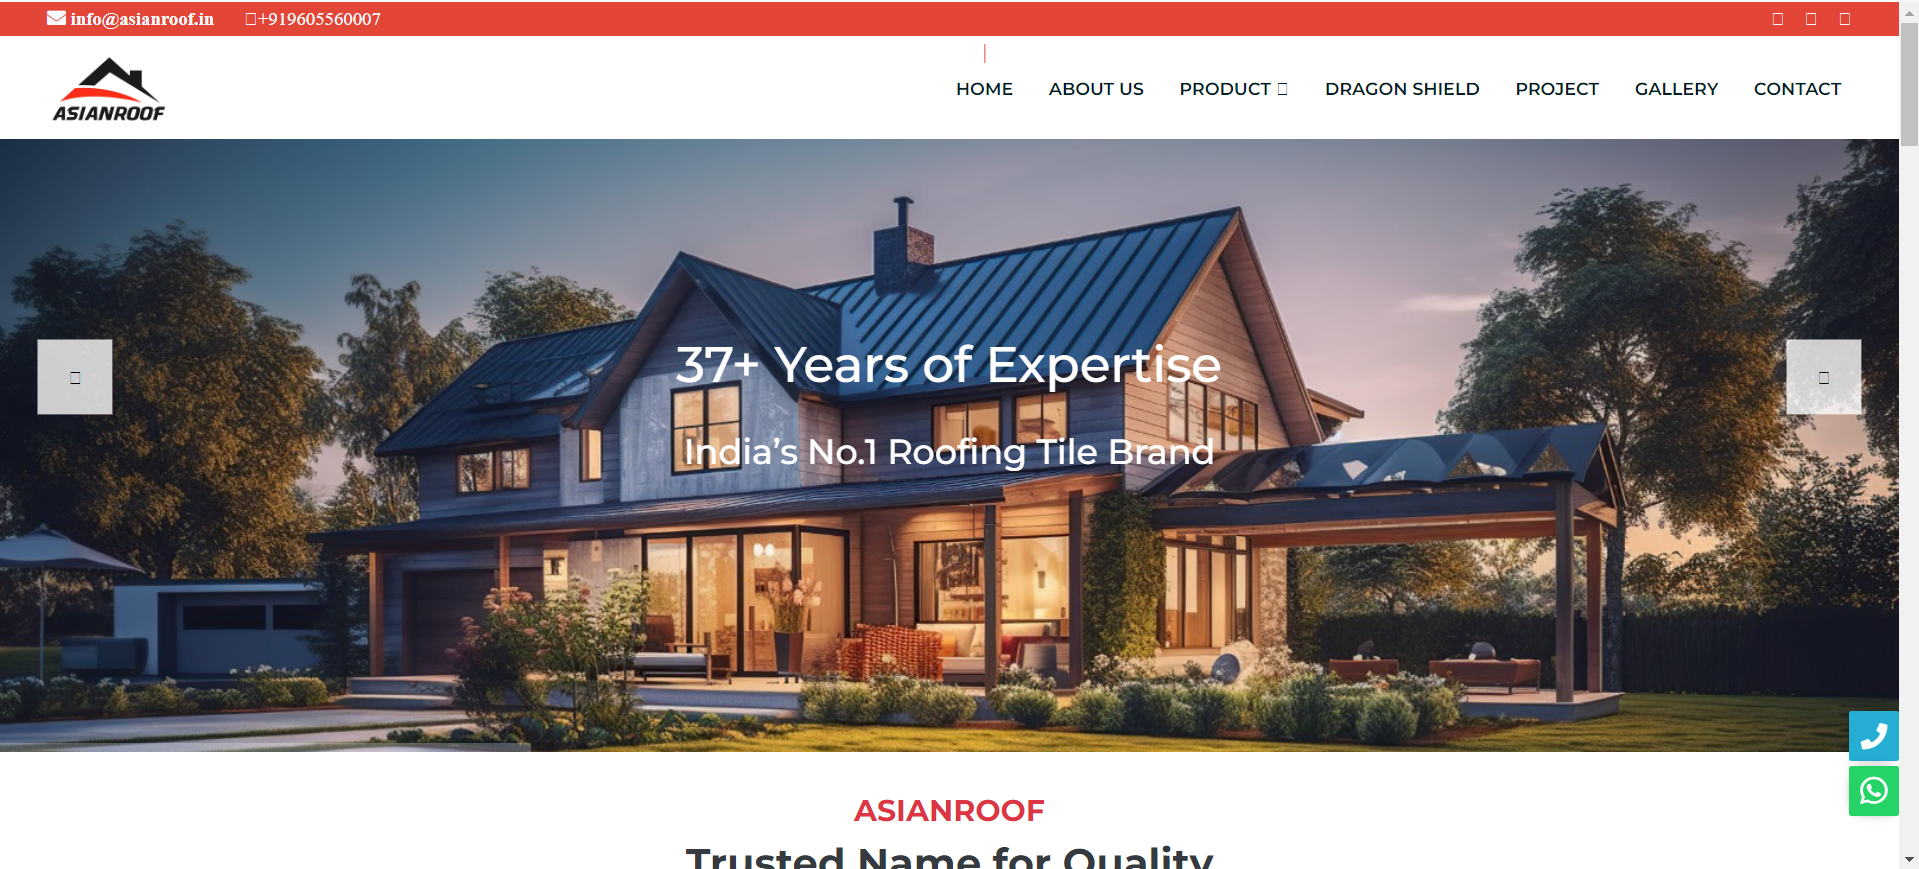 info@asianroof.in +919605560007
ASIANROOF
HOME ABOUT US PRODUCT DRAGON SHIELD PROJECT GALLERY CONTACT
37+ Years of Expertise
India’s No.1 Roofing Tile Brand
ASIANROOF
Trusted Name for Quality